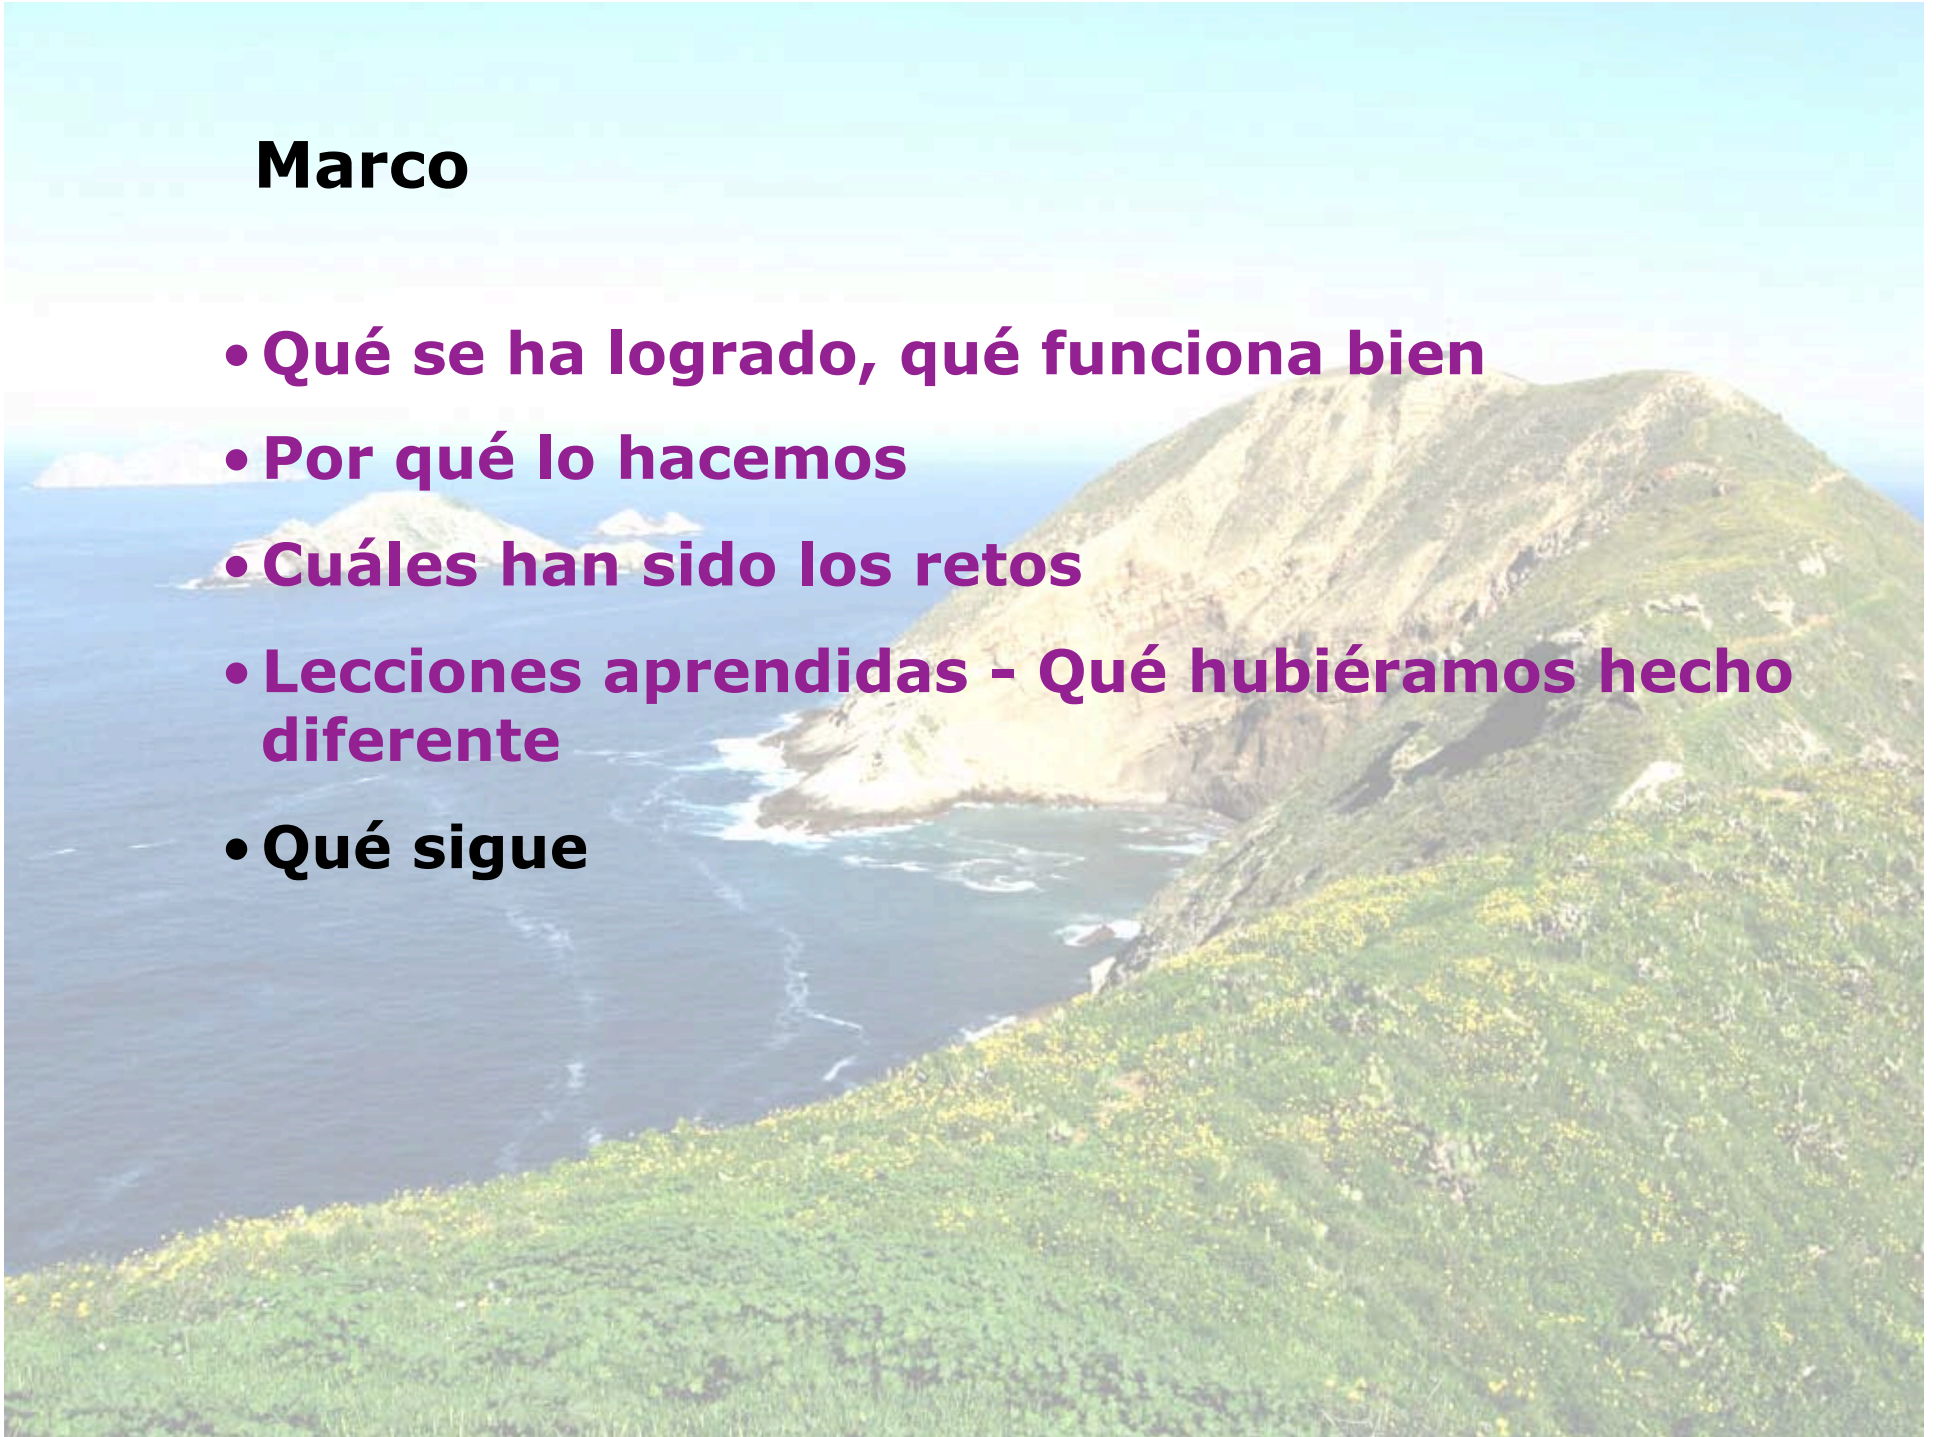 Marco
• Qué se ha logrado, qué funciona bien
• Por qué lo hacemos
• Cuáles han sido los retos
• Lecciones aprendidas - Qué hubiéramos hecho
diferente
• Qué sigue